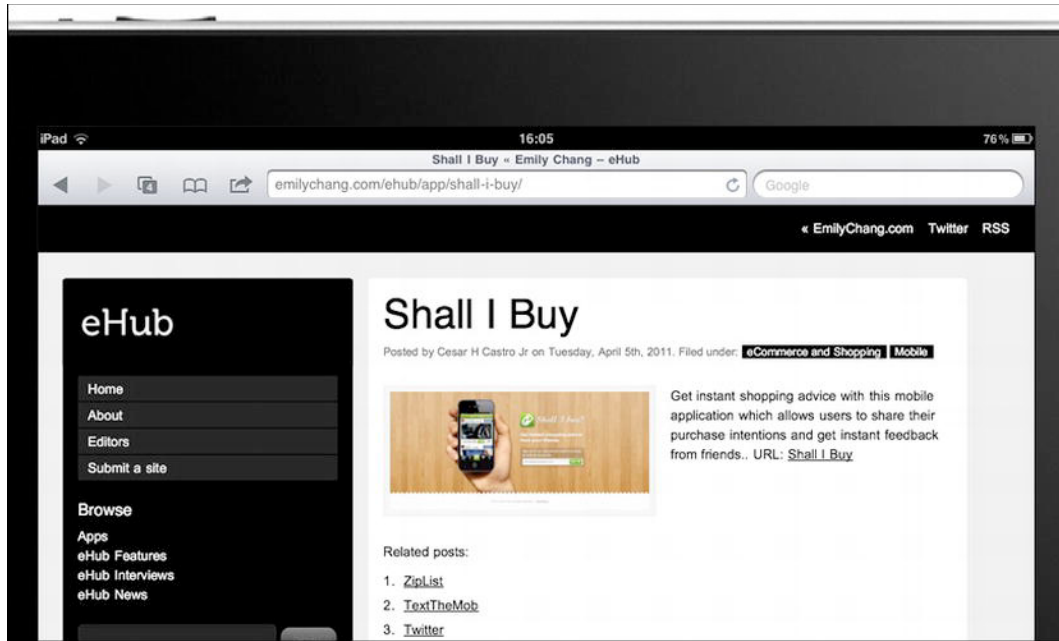 iPad 16:05 76%
Shall I Buy « Emily Chang – eHub
4 emilychang.com/ehub/app/shall-i-buy/ Google
« EmilyChang.com Twitter RSS
eHub
Home
About
Editors
Submit a site
Browse
Apps
eHub Features
eHub Interviews
eHub News
Shall I Buy
Posted by Cesar H Castro Jr on Tuesday, April 5th, 2011. Filed under: eCommerce and Shopping Mobile
Shall I buy?
Get instant shopping advice with this mobile
application which allows users to share their
purchase intentions and get instant feedback
from friends.. URL: Shall I Buy
Related posts:
1. ZipList
2. TextTheMob
3. Twitter